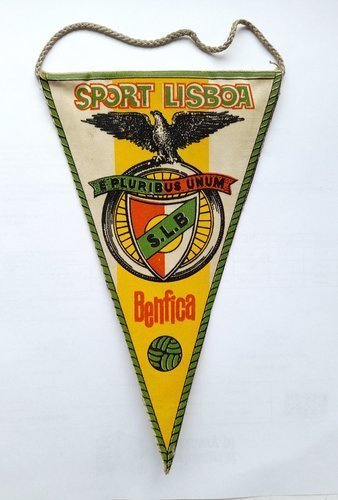 SPORT LISBOA
E PLURIBUS UNUM
S.L.B
Benfica